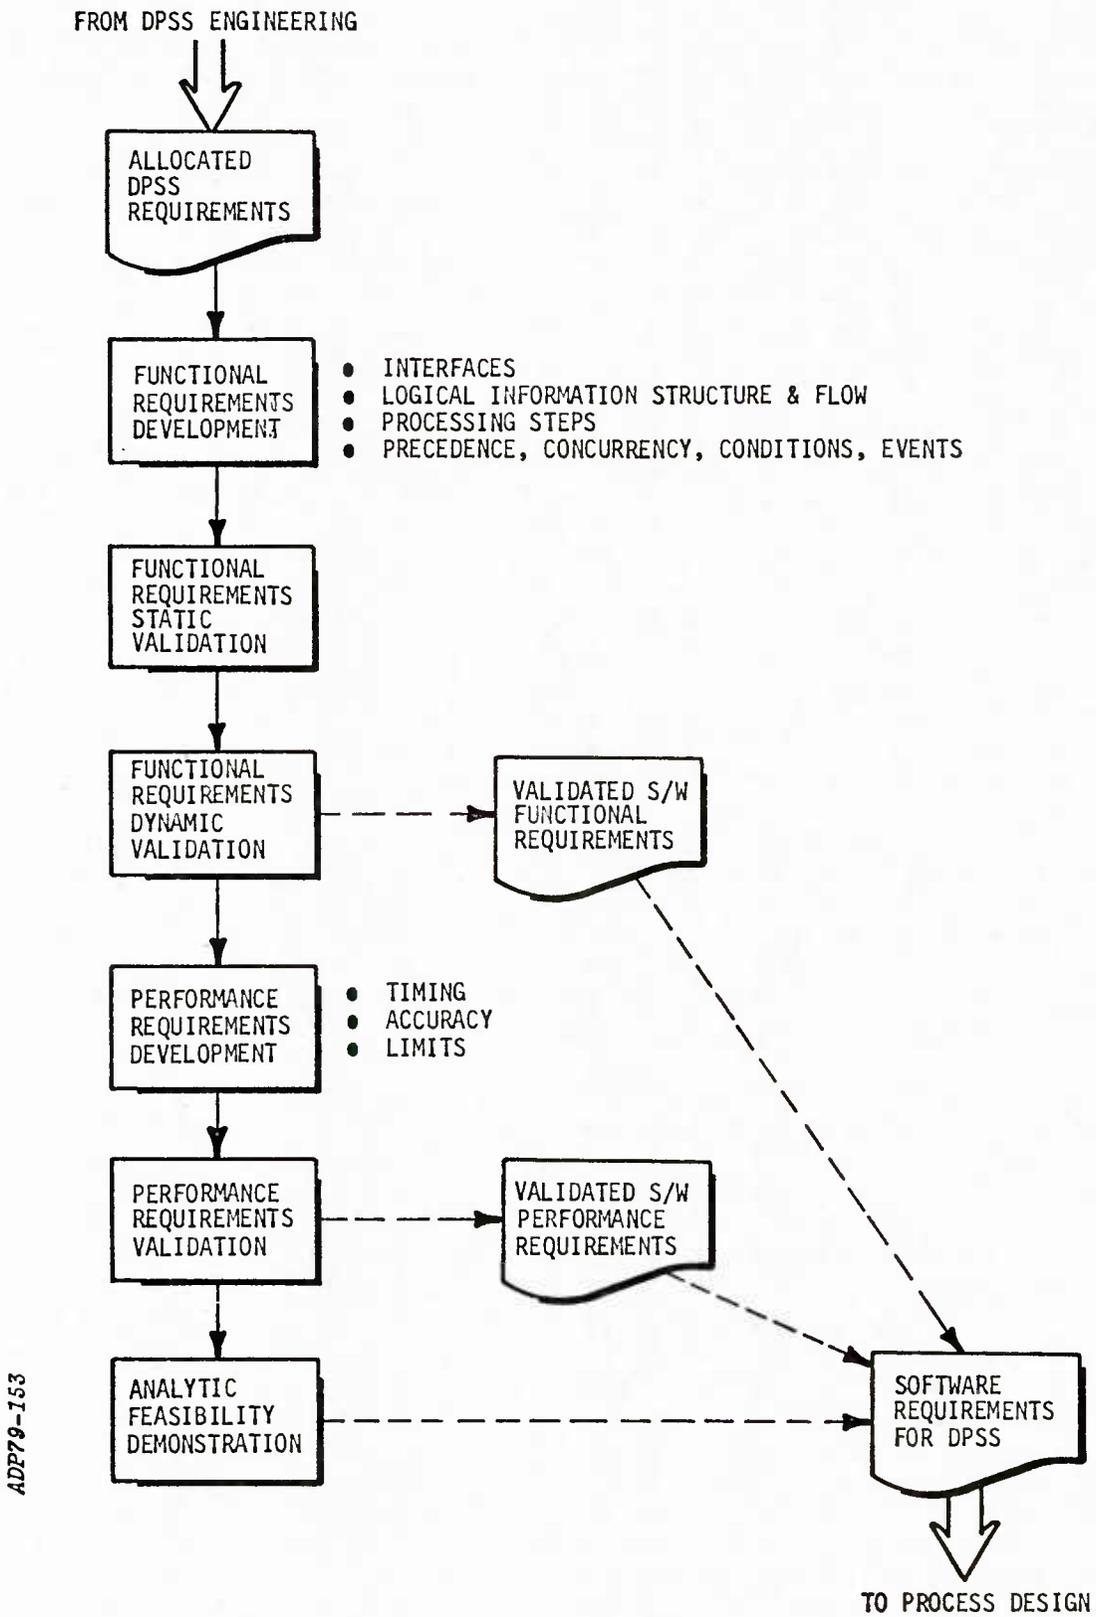 FROM DPSS ENGINEERING
ALLOCATED
DPSS
REQUIREMENTS
FUNCTIONAL
REQUIREMENTS
DEVELOPMENT
• INTERFACES
• LOGICAL INFORMATION STRUCTURE & FLOW
• PROCESSING STEPS
• PRECEDENCE, CONCURRENCY, CONDITIONS, EVENTS
FUNCTIONAL
REQUIREMENTS
STATIC
VALIDATION
FUNCTIONAL
REQUIREMENTS
DYNAMIC
VALIDATION
VALIDATED S/W
FUNCTIONAL
REQUIREMENTS
PERFORMANCE
REQUIREMENTS
DEVELOPMENT
• TIMING
• ACCURACY
• LIMITS
PERFORMANCE
REQUIREMENTS
VALIDATION
VALIDATED S/W
PERFORMANCE
REQUIREMENTS
ANALYTIC
FEASIBILITY
DEMONSTRATION
SOFTWARE
REQUIREMENTS
FOR DPSS
TO PROCESS DESIGN
ADP79-153